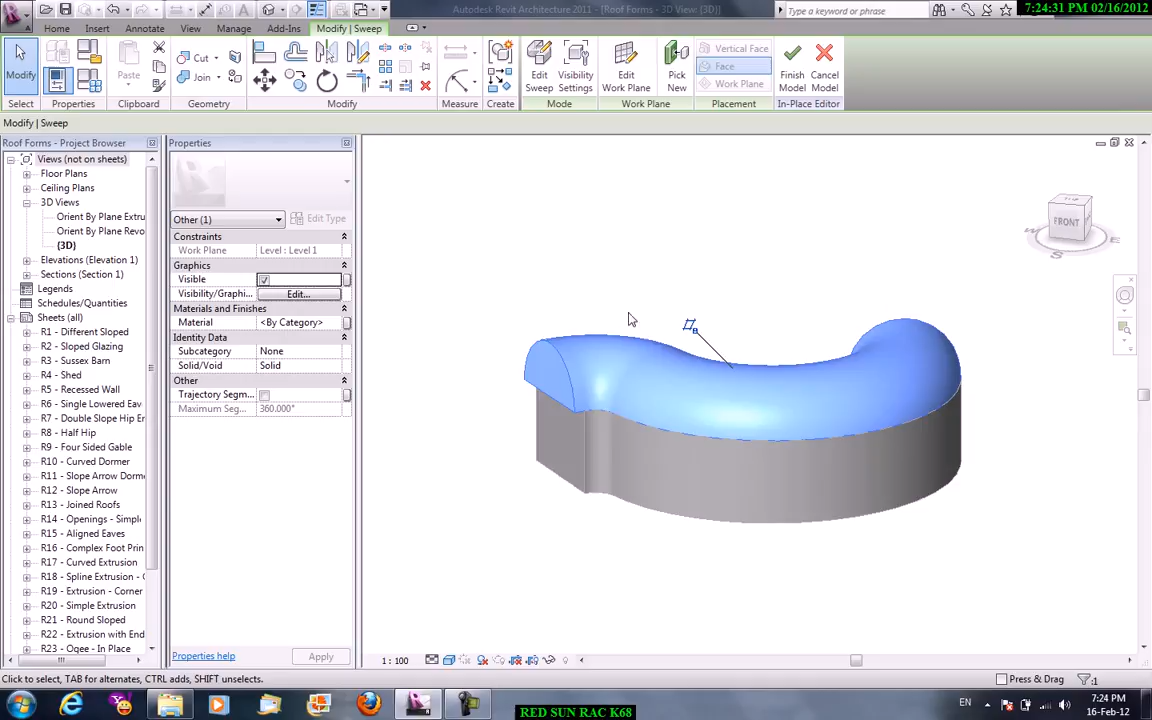 Autodesk Revit Architecture 2011 - [Roof Forms - 3D View: {3D}]
Type a keyword or phrase
7:24:31 PM 02/16/2012
Home Insert Annotate View Manage Add-Ins Modify | Sweep
Modify
Paste
Cut
Join
Edit Sweep
Visibility Settings
Edit Work Plane
Pick New
Vertical Face
Face
Work Plane
Finish Model
Cancel Model
Select Properties Clipboard Geometry Modify Measure Create Mode Work Plane Placement In-Place Editor
Modify | Sweep
Roof Forms - Project Browser
Views (not on sheets)
Floor Plans
Ceiling Plans
3D Views
Orient By Plane Extru
Orient By Plane Revo
{3D}
Elevations (Elevation 1)
Sections (Section 1)
Legends
Schedules/Quantities
Sheets (all)
R1 - Different Sloped
R2 - Sloped Glazing
R3 - Sussex Barn
R4 - Shed
R5 - Recessed Wall
R6 - Single Lowered Eav
R7 - Double Slope Hip E
R8 - Half Hip
R9 - Four Sided Gable
R10 - Curved Dormer
R11 - Slope Arrow Dorm
R12 - Slope Arrow
R13 - Joined Roofs
R14 - Openings - Simple
R15 - Aligned Eaves
R16 - Complex Foot Prin
R17 - Curved Extrusion
R18 - Spline Extrusion - (
R19 - Extrusion - Corner
R20 - Simple Extrusion
R21 - Round Sloped
R22 - Extrusion with End
R23 - Ogee - In Place
Properties
Other (1)
Edit Type
Constraints
Work Plane Level : Level 1
Graphics
Visible
Visibility/Graphi... Edit...
Materials and Finishes
Material <By Category>
Identity Data
Subcategory None
Solid/Void Solid
Other
Trajectory Segm...
Maximum Seg... 360.000°
Properties help
Apply
FRONT
W
S
E
1 : 100
Click to select, TAB for alternates, CTRL adds, SHIFT unselects.
Press & Drag
:1
EN
7:24 PM
16-Feb-12
RED SUN RAC K68